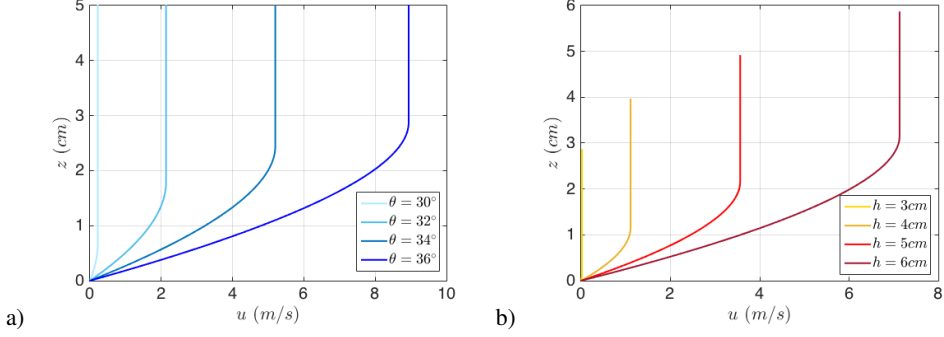 5
4
3
2
1
0
z (cm)
0 2 4 6 8 10
u (m/s)
θ = 30°
θ = 32°
θ = 34°
θ = 36°
a)
6
5
4
3
2
1
0
z (cm)
0 2 4 6 8
u (m/s)
h = 3cm
h = 4cm
h = 5cm
h = 6cm
b)